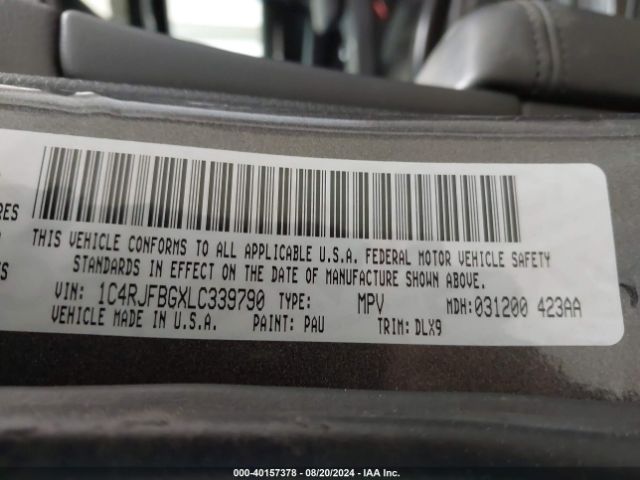 RES
THIS VEHICLE CONFORMS TO ALL APPLICABLE U.S.A. FEDERAL MOTOR VEHICLE SAFETY
STANDARDS IN EFFECT ON THE DATE OF MANUFACTURE SHOWN ABOVE.
ES
VIN: 1C4RJFBGXLC339790 TYPE: MPV MDH:031200 423AA
VEHICLE MADE IN U.S.A. PAINT: PAU TRIM: DLX9
000-40157378 - 08/20/2024 - IAA Inc.